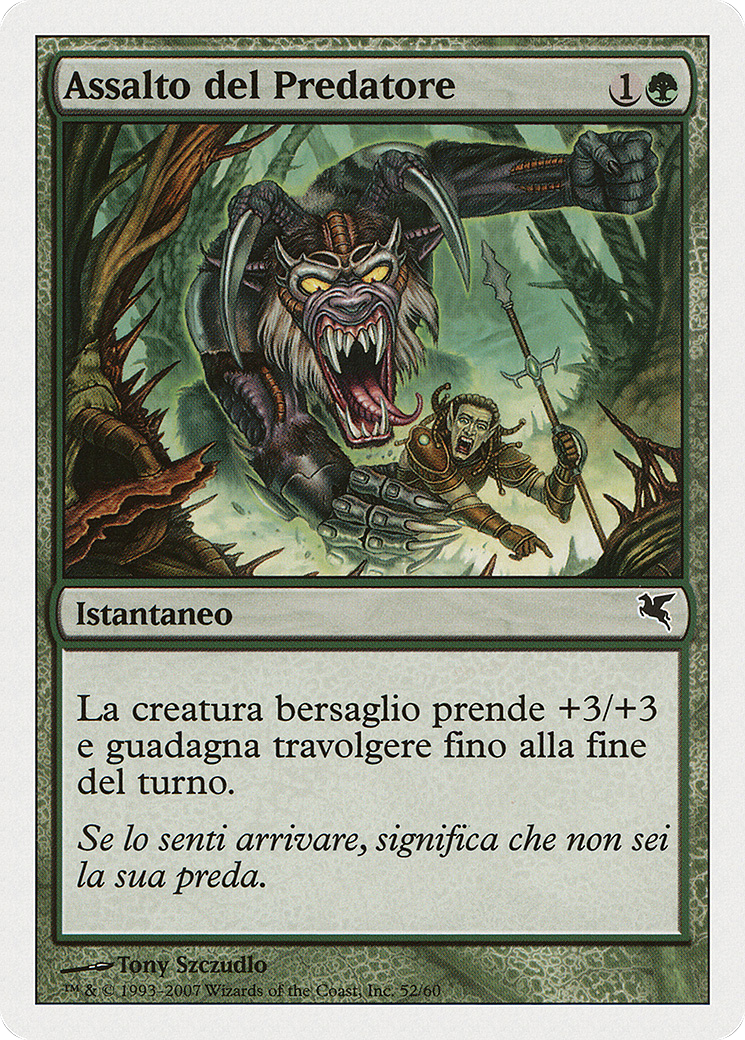 Assalto del Predatore 1
Istantaneo
La creatura bersaglio prende +3/+3
e guadagna travolgere fino alla fine
del turno.
Se lo senti arrivare, significa che non sei
la sua preda.
Tony Szczudlo
™ & © 1993–2007 Wizards of the Coast, Inc. 52/60